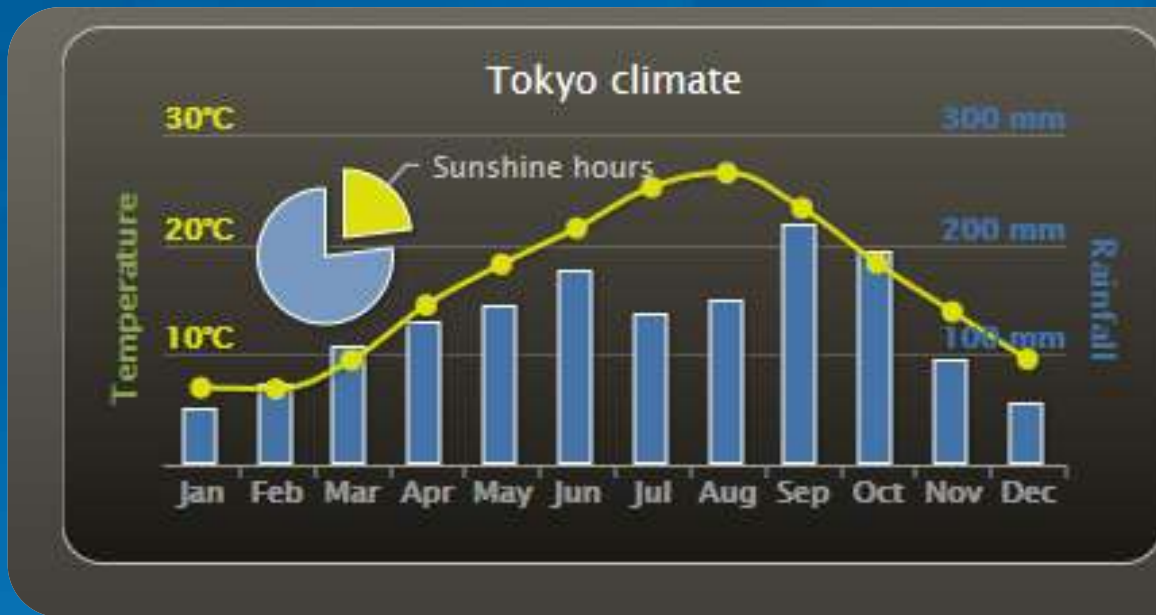 Tokyo climate
30°C
300 mm
Sunshine hours
20°C
200 mm
10°C
100 mm
Temperature
Rainfall
Jan Feb Mar Apr May Jun Jul Aug Sep Oct Nov Dec